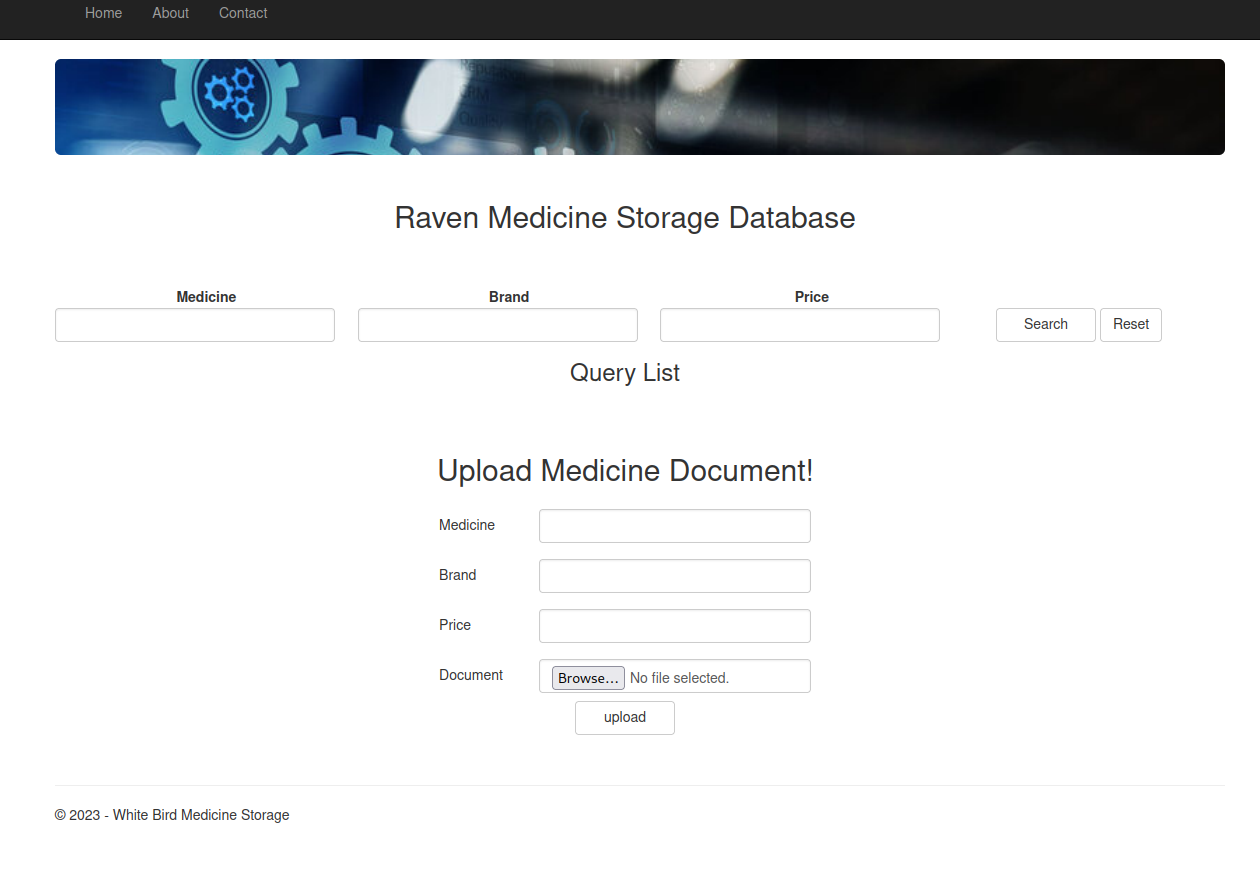 Home About Contact
Raven Medicine Storage Database
Medicine Brand Price
Search Reset
Query List
Upload Medicine Document!
Medicine
Brand
Price
Document Browse... No file selected.
upload
© 2023 - White Bird Medicine Storage